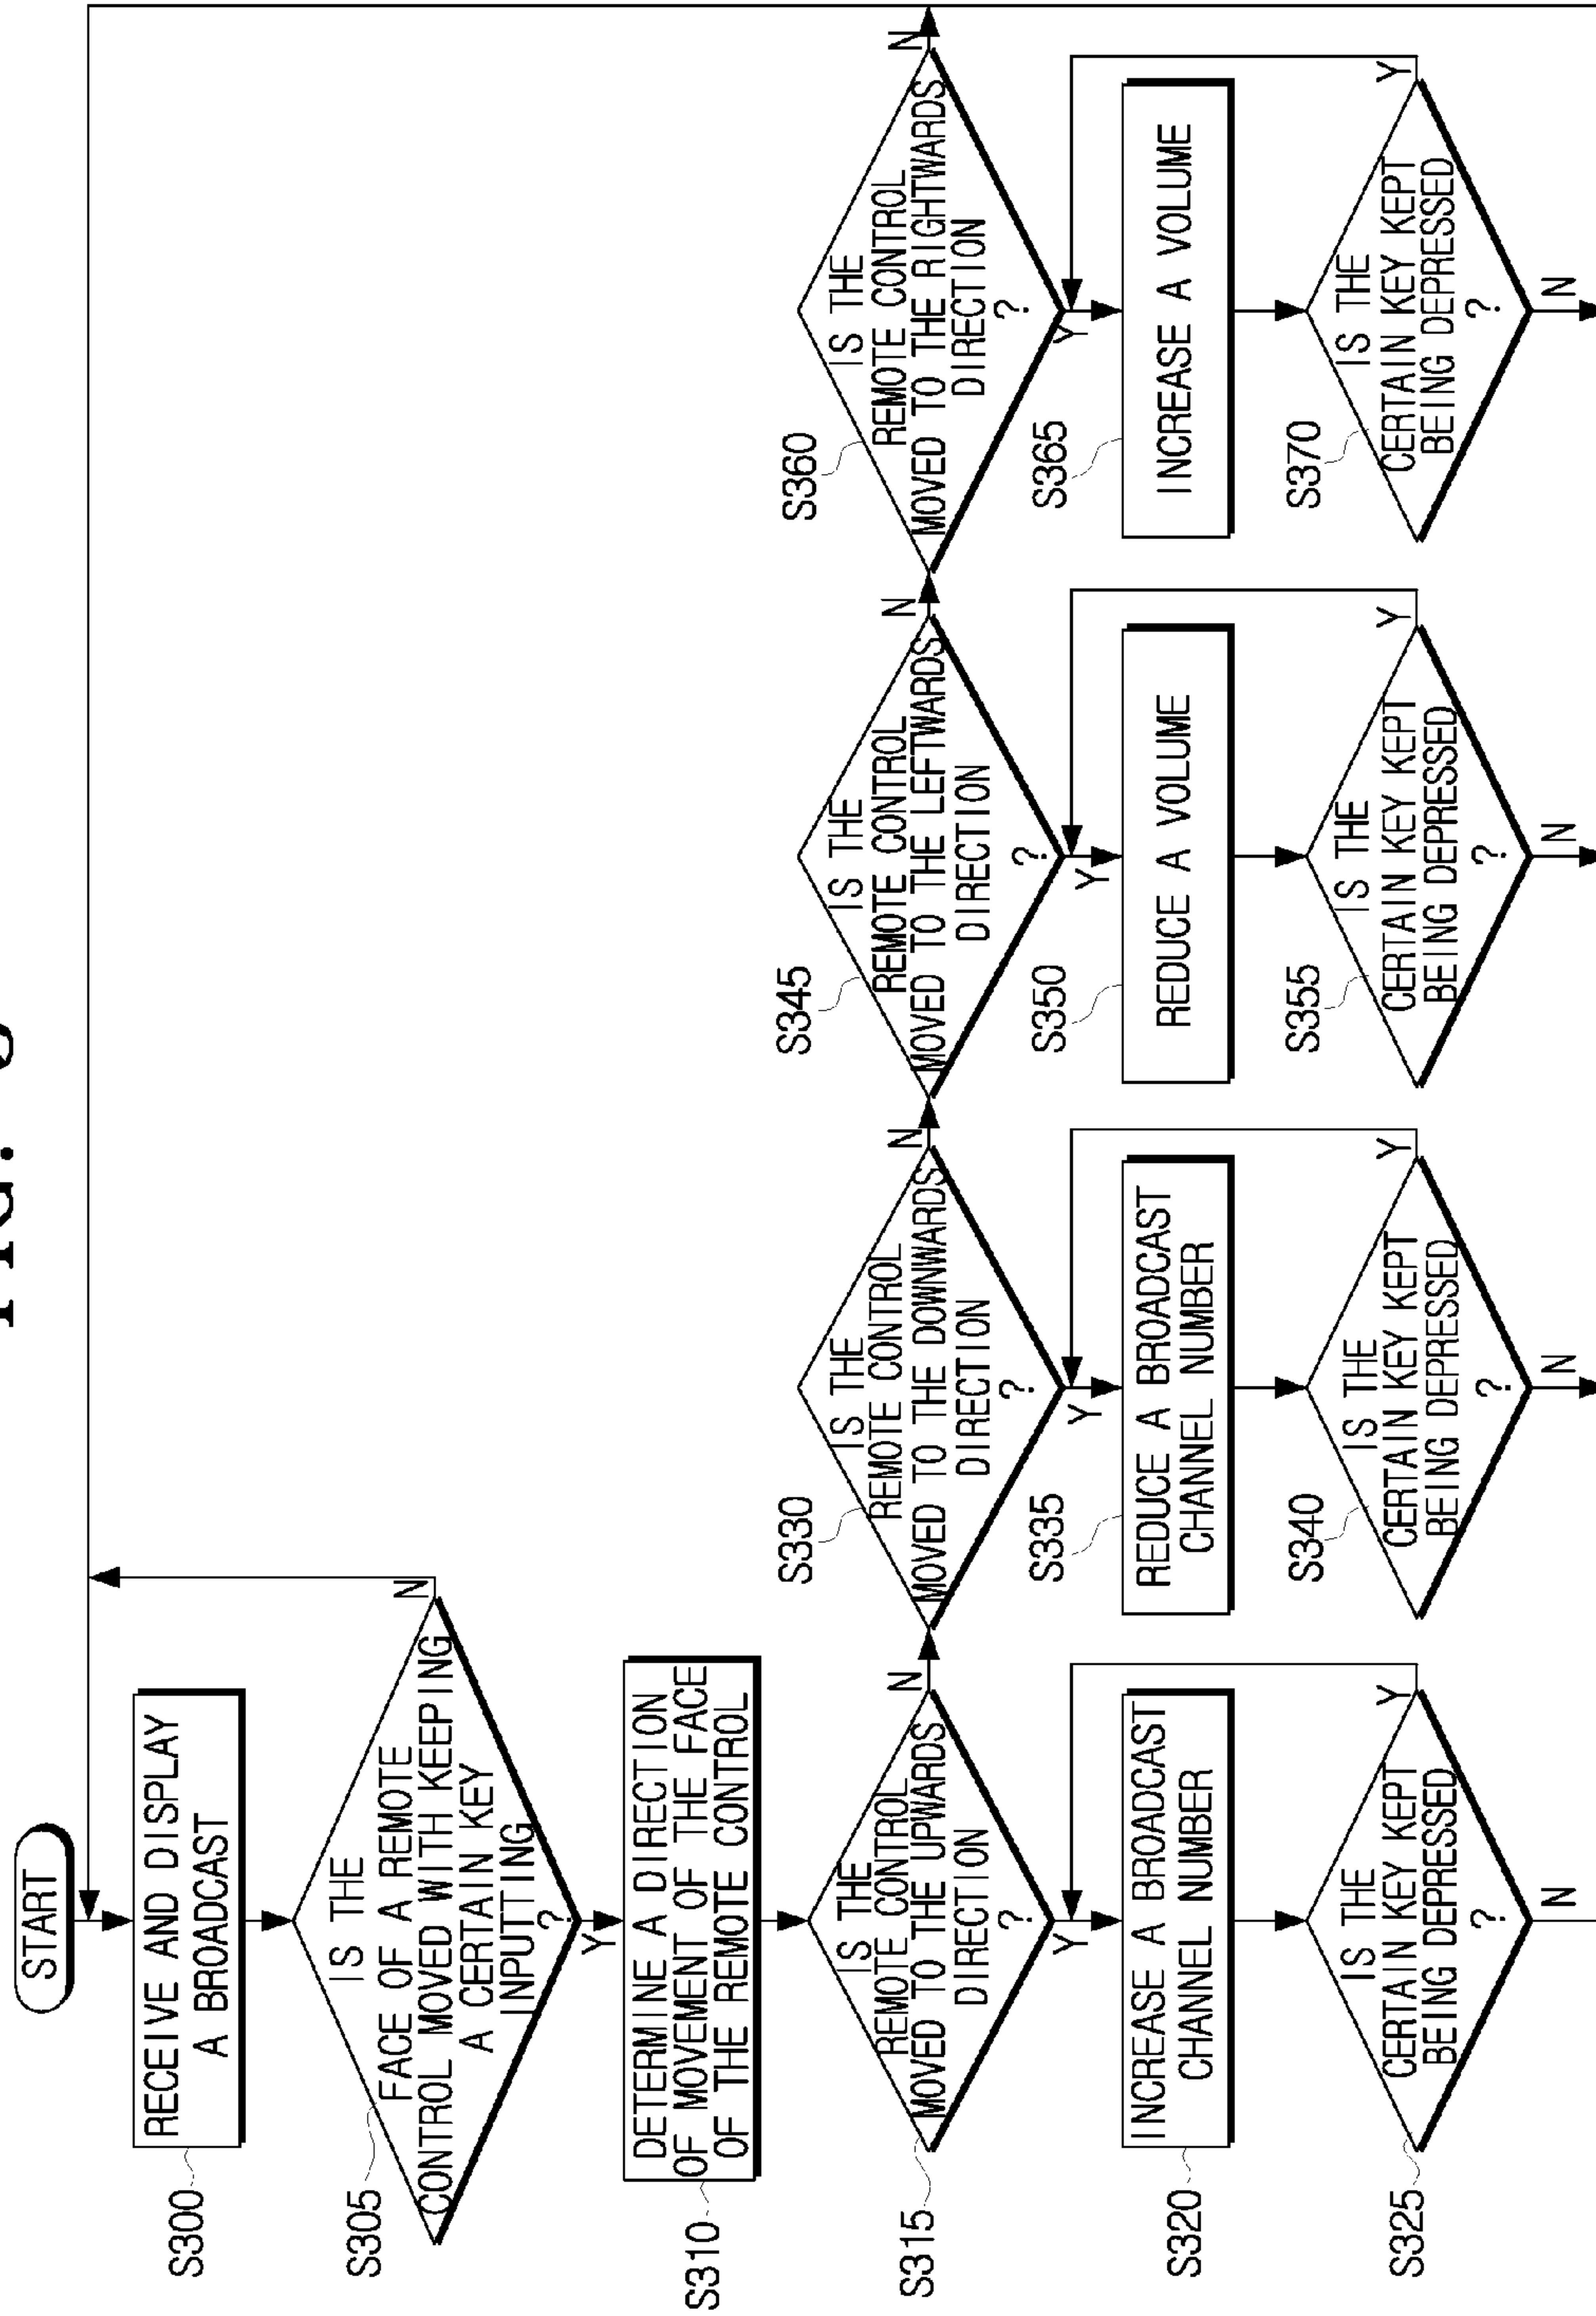 START
S300
RECEIVE AND DISPLAY
A BROADCAST
S305
IS THE
FACE OF A REMOTE
CONTROL MOVED WITH KEEPING
A CERTAIN KEY
INPUTTING
?
N
Y
S310
DETERMINE A DIRECTION
OF MOVEMENT OF THE FACE
OF THE REMOTE CONTROL
S315
IS THE
REMOTE CONTROL
MOVED TO THE UPWARDS
DIRECTION
?
N
Y
S320
INCREASE A BROADCAST
CHANNEL NUMBER
S325
IS THE
CERTAIN KEY KEPT
BEING DEPRESSED
?
Y
N
S330
IS THE
REMOTE CONTROL
MOVED TO THE DOWNWARDS
DIRECTION
?
N
Y
S335
REDUCE A BROADCAST
CHANNEL NUMBER
S340
IS THE
CERTAIN KEY KEPT
BEING DEPRESSED
?
Y
N
S345
IS THE
REMOTE CONTROL
MOVED TO THE LEFTWARDS
DIRECTION
?
N
Y
S350
REDUCE A VOLUME
S355
IS THE
CERTAIN KEY KEPT
BEING DEPRESSED
?
Y
N
S360
IS THE
REMOTE CONTROL
MOVED TO THE RIGHTWARDS
DIRECTION
?
N
Y
S365
INCREASE A VOLUME
S370
IS THE
CERTAIN KEY KEPT
BEING DEPRESSED
?
Y
N